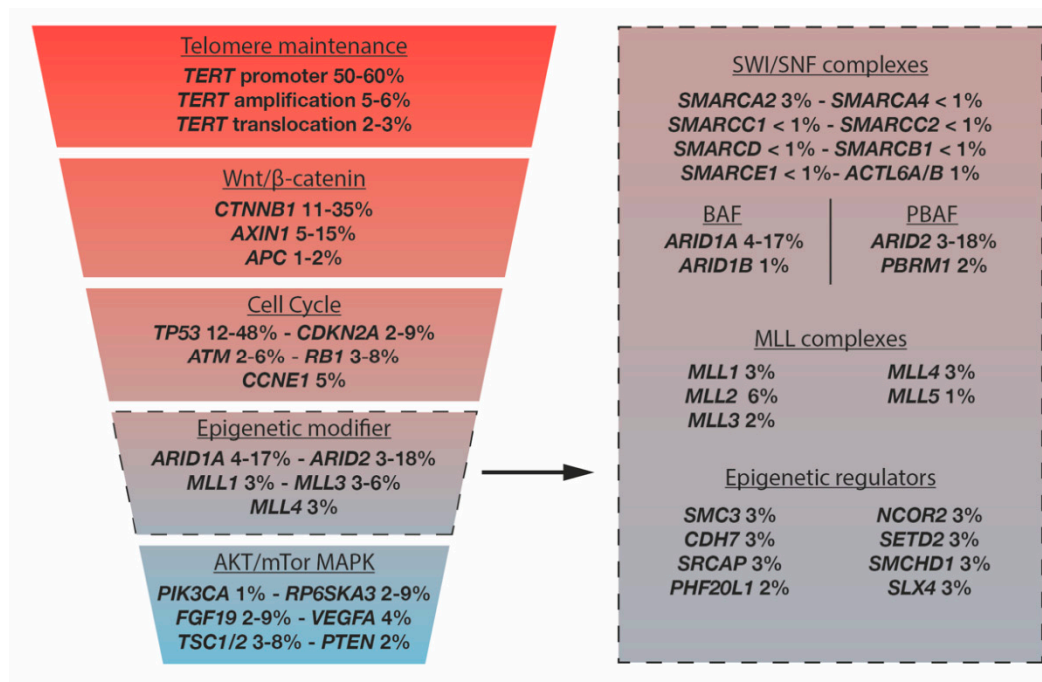 Telomere maintenance
TERT promoter 50-60%
TERT amplification 5-6%
TERT translocation 2-3%
Wnt/β-catenin
CTNNB1 11-35%
AXIN1 5-15%
APC 1-2%
Cell Cycle
TP53 12-48% - CDKN2A 2-9%
ATM 2-6% - RB1 3-8%
CCNE1 5%
Epigenetic modifier
ARID1A 4-17% - ARID2 3-18%
MLL1 3% - MLL3 3-6%
MLL4 3%
AKT/mTor MAPK
PIK3CA 1% - RP6SKA3 2-9%
FGF19 2-9% - VEGFA 4%
TSC1/2 3-8% - PTEN 2%
SWI/SNF complexes
SMARCA2 3% - SMARCA4 < 1%
SMARCC1 < 1% - SMARCC2 < 1%
SMARCD < 1% - SMARCB1 < 1%
SMARCE1 < 1%- ACTL6A/B 1%
BAF
ARID1A 4-17%
ARID1B 1%
PBAF
ARID2 3-18%
PBRM1 2%
MLL complexes
MLL1 3%
MLL2 6%
MLL3 2%
MLL4 3%
MLL5 1%
Epigenetic regulators
SMC3 3%
CDH7 3%
SRCAP 3%
PHF20L1 2%
NCOR2 3%
SETD2 3%
SMCHD1 3%
SLX4 3%